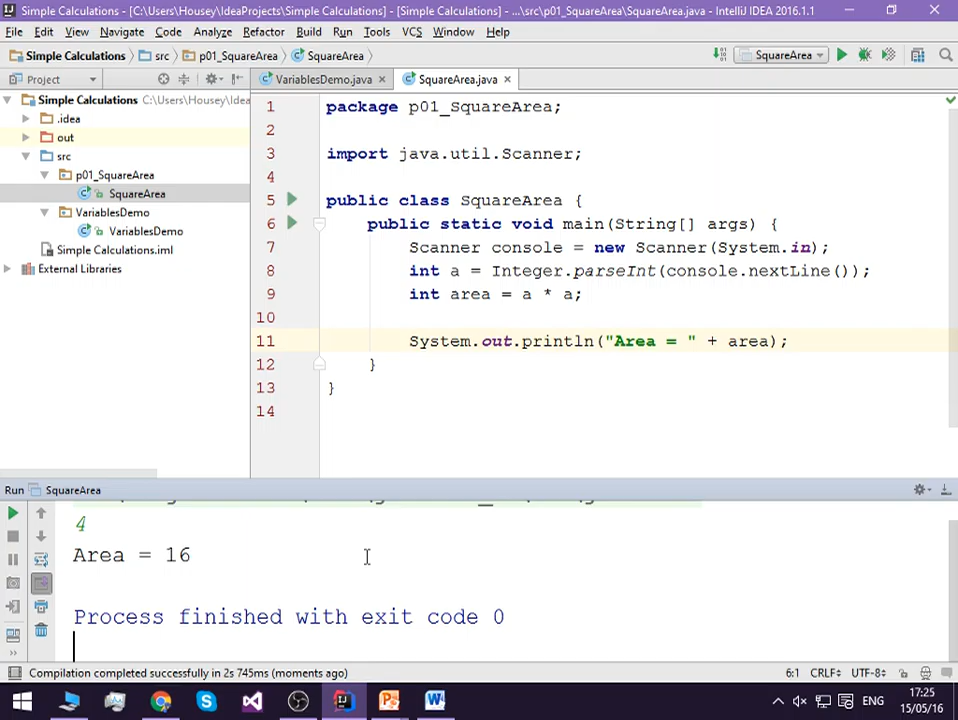 Simple Calculations - [C:\Users\Housey\IdeaProjects\Simple Calculations] - [Simple Calculations] - ...\src\p01_SquareArea\SquareArea.java - IntelliJ IDEA 2016.1.1
File Edit View Navigate Code Analyze Refactor Build Run Tools VCS Window Help
Simple Calculations src p01_SquareArea SquareArea SquareArea
Project VariablesDemo.java SquareArea.java
Simple Calculations C:\Users\Housey\Idea
.idea
out
src
p01_SquareArea
SquareArea
VariablesDemo
VariablesDemo
Simple Calculations.iml
External Libraries
1 package p01_SquareArea;
2
3 import java.util.Scanner;
4
5 public class SquareArea {
6 public static void main(String[] args) {
7 Scanner console = new Scanner(System.in);
8 int a = Integer.parseInt(console.nextLine());
9 int area = a * a;
10
11 System.out.println("Area = " + area);
12 }
13 }
14
Run SquareArea
4
Area = 16
Process finished with exit code 0
Compilation completed successfully in 2s 745ms (moments ago) 6:1 CRLF÷ UTF-8÷
ENG 17:25
15/05/16